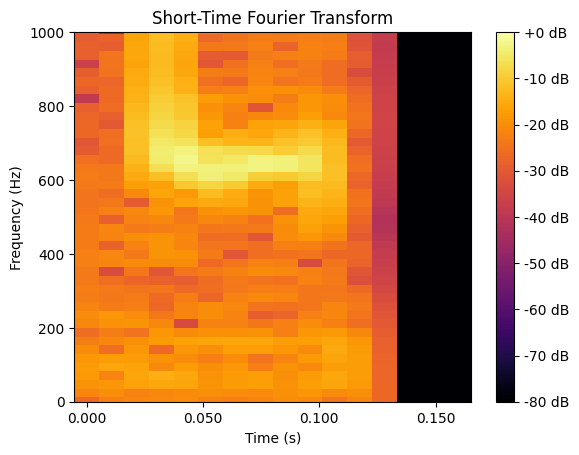 Short-Time Fourier Transform
1000
800
600
400
200
0
Frequency (Hz)
0.000
0.050
0.100
0.150
Time (s)
+0 dB
-10 dB
-20 dB
-30 dB
-40 dB
-50 dB
-60 dB
-70 dB
-80 dB